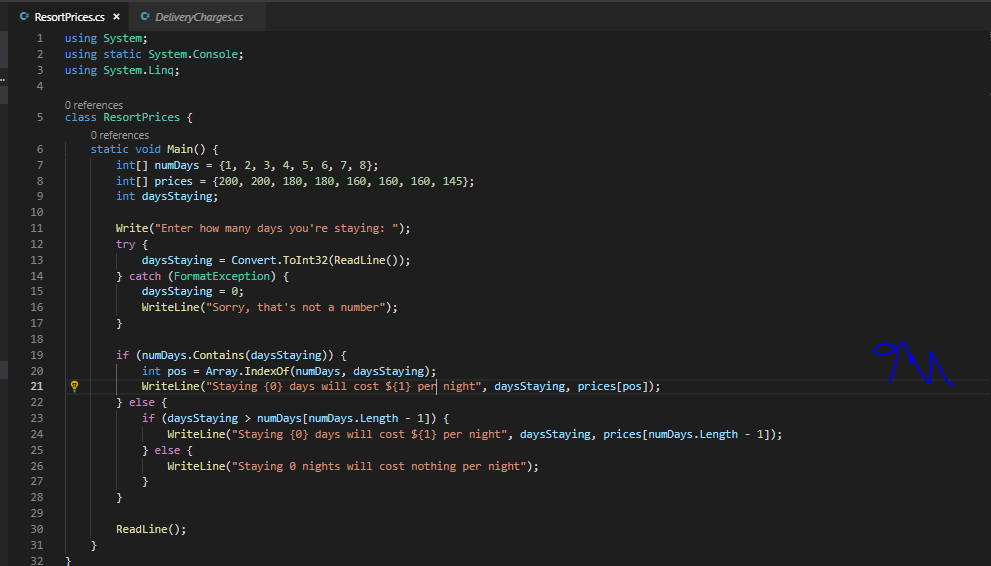 ResortPrices.cs × DeliveryCharges.cs
1 using System;
2 using static System.Console;
3 using System.Linq;
4
0 references
5 class ResortPrices {
0 references
6 static void Main() {
7 int[] numDays = {1, 2, 3, 4, 5, 6, 7, 8};
8 int[] prices = {200, 200, 180, 180, 160, 160, 160, 145};
9 int daysStaying;
10
11 Write("Enter how many days you're staying: ");
12 try {
13 daysStaying = Convert.ToInt32(ReadLine());
14 } catch (FormatException) {
15 daysStaying = 0;
16 WriteLine("Sorry, that's not a number");
17 }
18
19 if (numDays.Contains(daysStaying)) {
20 int pos = Array.IndexOf(numDays, daysStaying);
21 WriteLine("Staying {0} days will cost ${1} per night", daysStaying, prices[pos]);
22 } else {
23 if (daysStaying > numDays[numDays.Length - 1]) {
24 WriteLine("Staying {0} days will cost ${1} per night", daysStaying, prices[numDays.Length - 1]);
25 } else {
26 WriteLine("Staying 0 nights will cost nothing per night");
27 }
28 }
29
30 ReadLine();
31 }
32 }